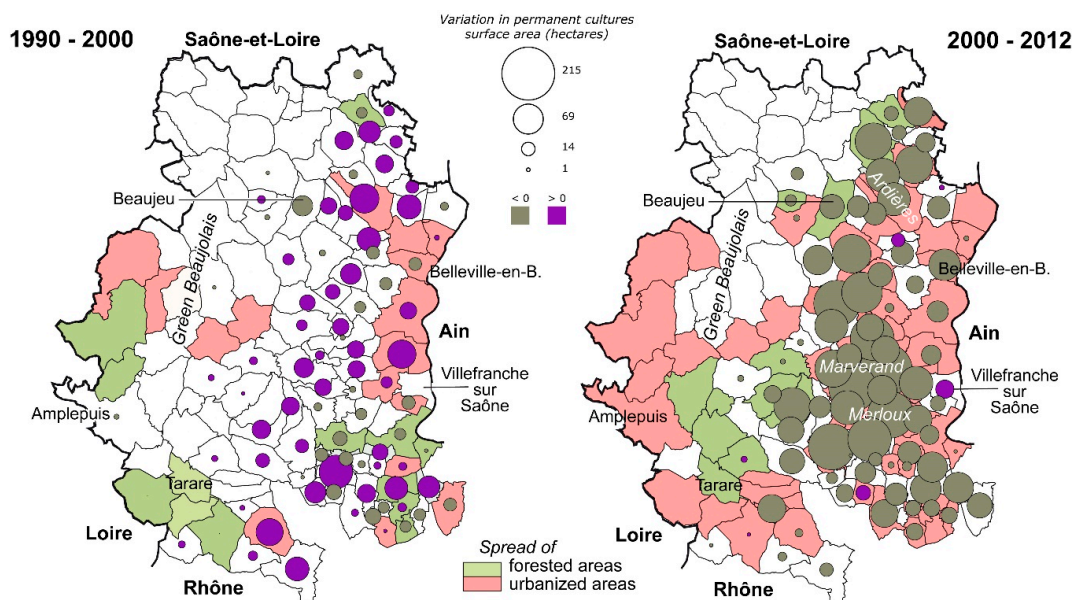 1990 - 2000
Saône-et-Loire
Variation in permanent cultures
surface area (hectares)
215
69
14
1
< 0
> 0
Saône-et-Loire
2000 - 2012
Beaujeu
Green Beaujolais
Belleville-en-B.
Ain
Villefranche
sur
Saône
Amplepuis
Tarare
Loire
Rhône
Spread of
forested areas
urbanized areas
Beaujeu
Ardières
Green Beaujolais
Belleville-en-B.
Ain
Marverand
Villefranche
sur
Saône
Merloux
Amplepuis
Tarare
Loire
Rhône